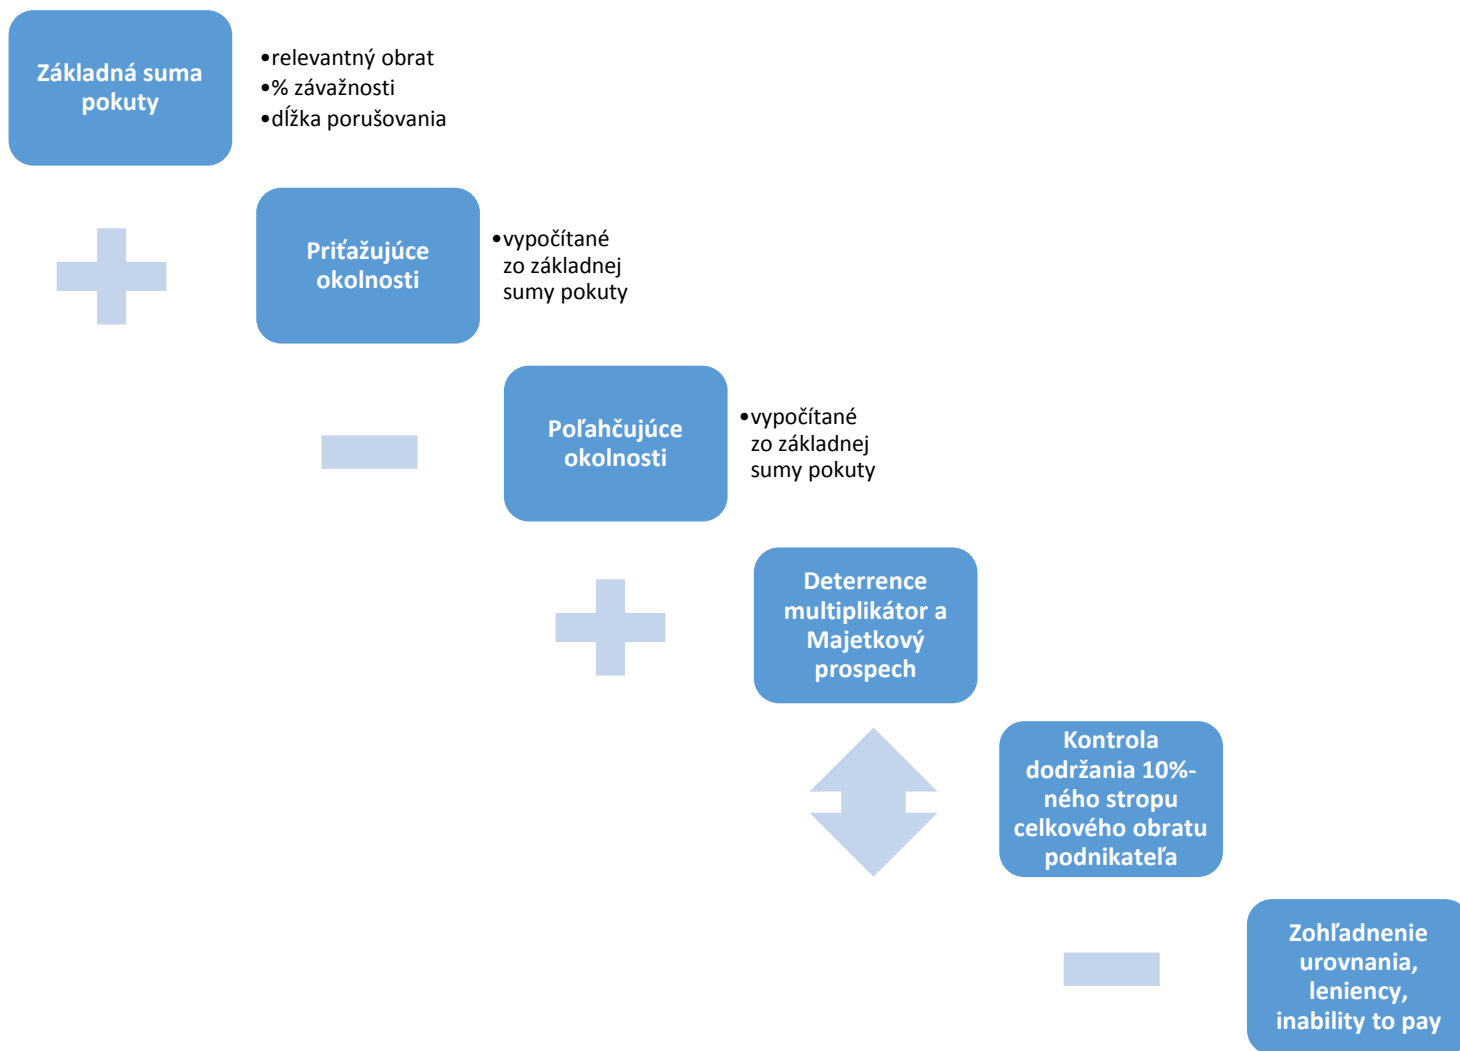 Základná suma
pokuty
•relevantný obrat
•% závažnosti
•dĺžka porušovania
Priťažujúce
okolnosti
•vypočítané
zo základnej
sumy pokuty
Poľahčujúce
okolnosti
•vypočítané
zo základnej
sumy pokuty
Deterrence
multiplikátor a
Majetkový
prospech
Kontrola
dodržania 10%-
ného stropu
celkového obratu
podnikateľa
Zohľadnenie
urovnania,
leniency,
inability to pay